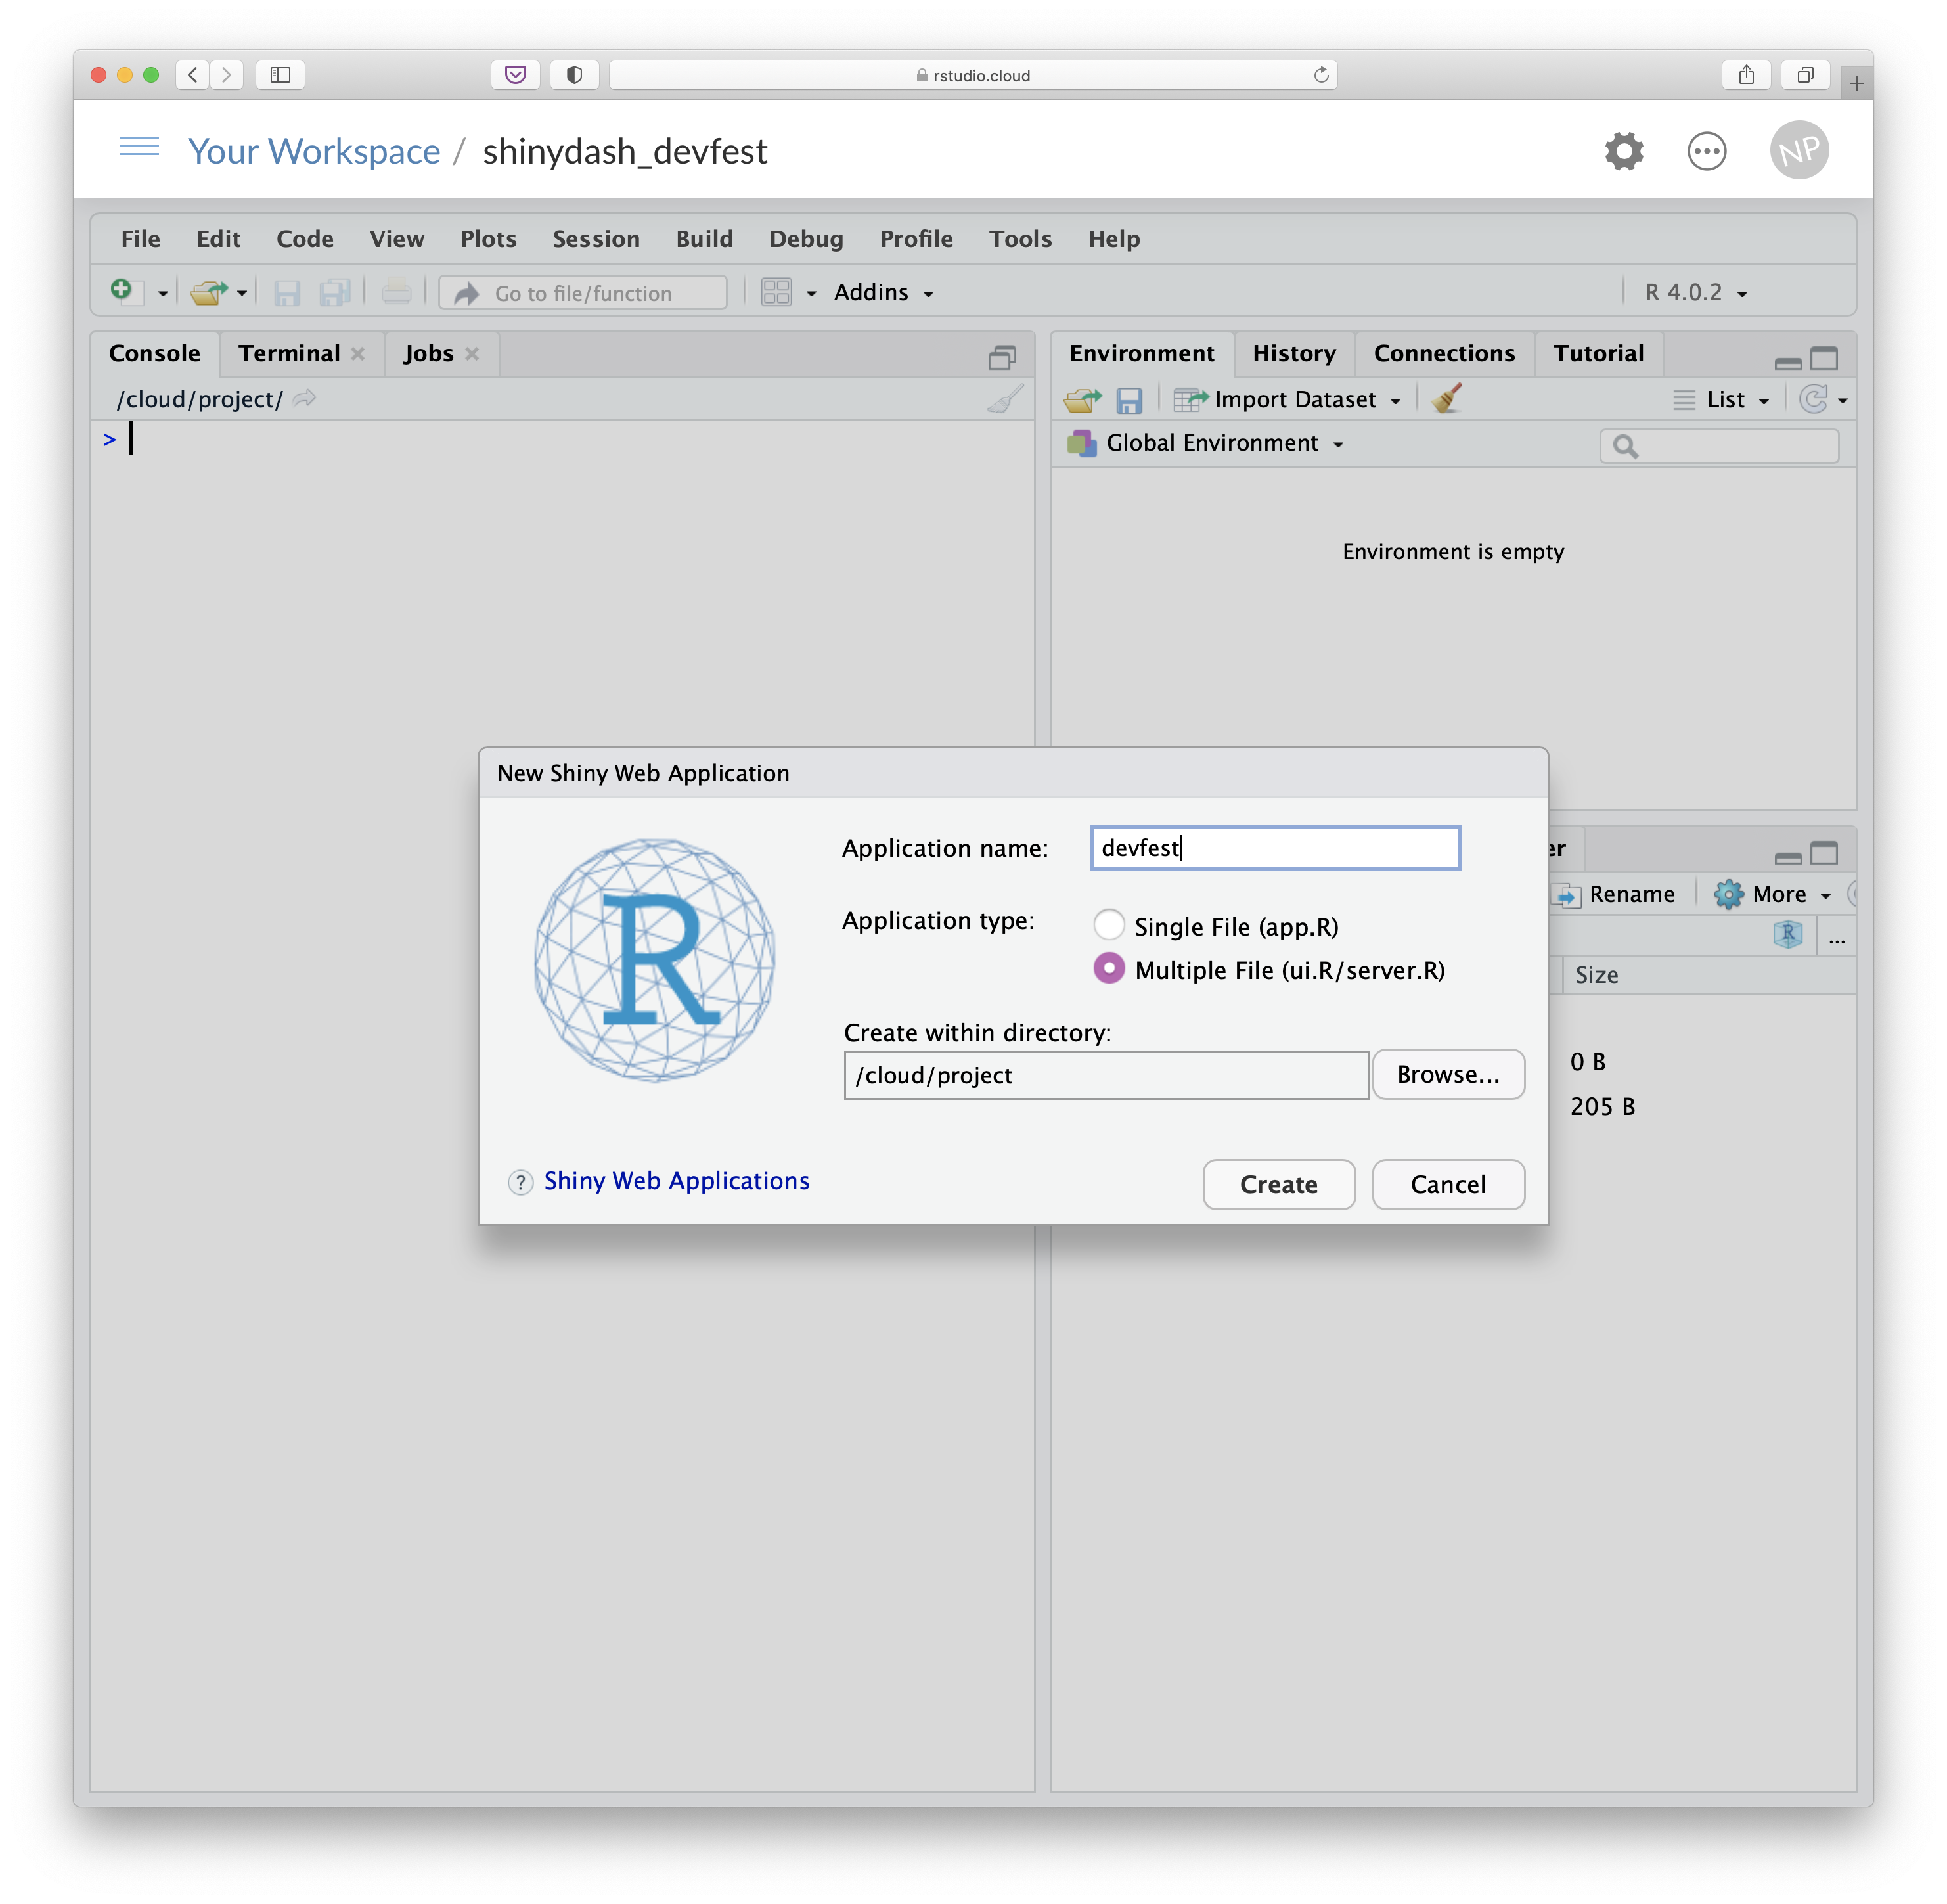 rstudio.cloud
Your Workspace / shinydash_devfest
NP
File Edit Code View Plots Session Build Debug Profile Tools Help
Go to file/function Addins R 4.0.2
Console Terminal Jobs
/cloud/project/
>
Environment History Connections Tutorial
Import Dataset List
Global Environment
Environment is empty
New Shiny Web Application
R
Application name: devfest
Application type: Single File (app.R)
Multiple File (ui.R/server.R)
Create within directory:
/cloud/project Browse...
? Shiny Web Applications Create Cancel
er
Rename More
R ...
Size
0 B
205 B